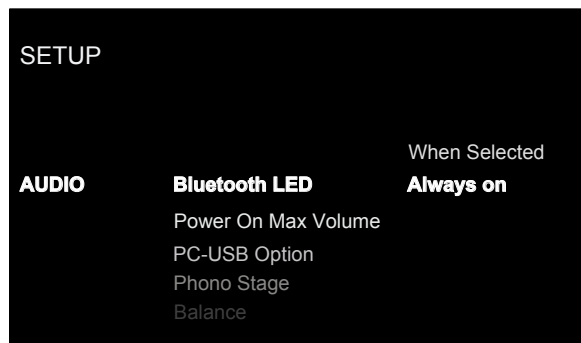 SETUP
When Selected
AUDIO Bluetooth LED Always on
Power On Max Volume
PC-USB Option
Phono Stage
Balance